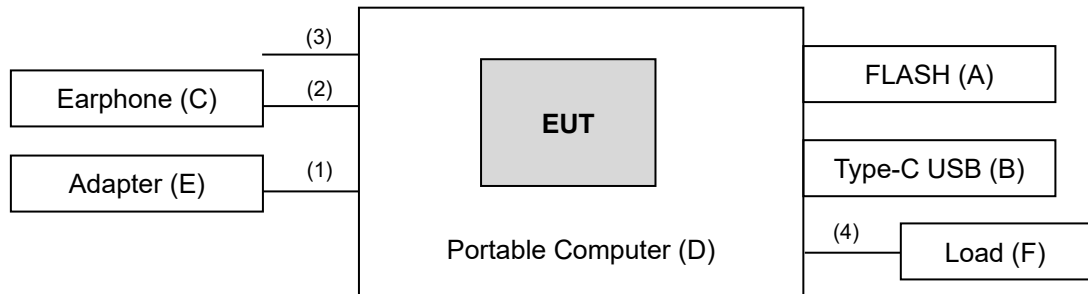 (3)
FLASH (A)
Earphone (C)
(2)
EUT
Adapter (E)
(1)
Type-C USB (B)
Portable Computer (D)
(4)
Load (F)